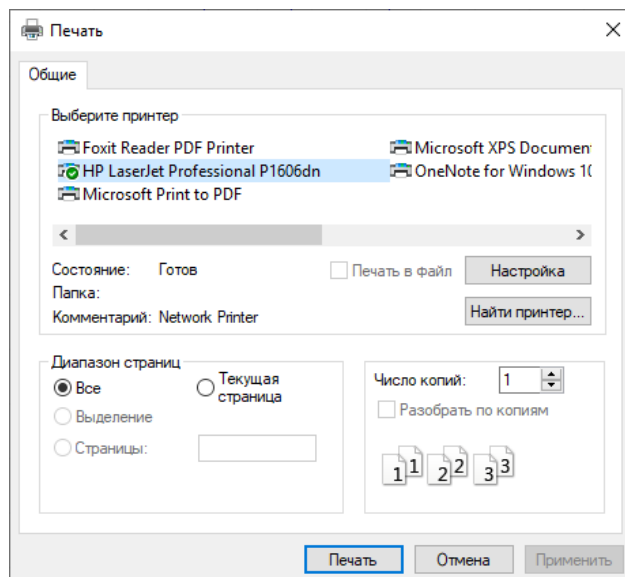 Печать
Общие
Выберите принтер
Foxit Reader PDF Printer
Microsoft XPS Documen
HP LaserJet Professional P1606dn
OneNote for Windows 10
Microsoft Print to PDF
Состояние: Готов
Печать в файл
Настройка
Папка:
Комментарий: Network Printer
Найти принтер...
Диапазон страниц
Все
Текущая
страница
Выделение
Страницы:
Число копий: 1
Разобрать по копиям
1 1 2 2 3 3
Печать
Отмена
Применить